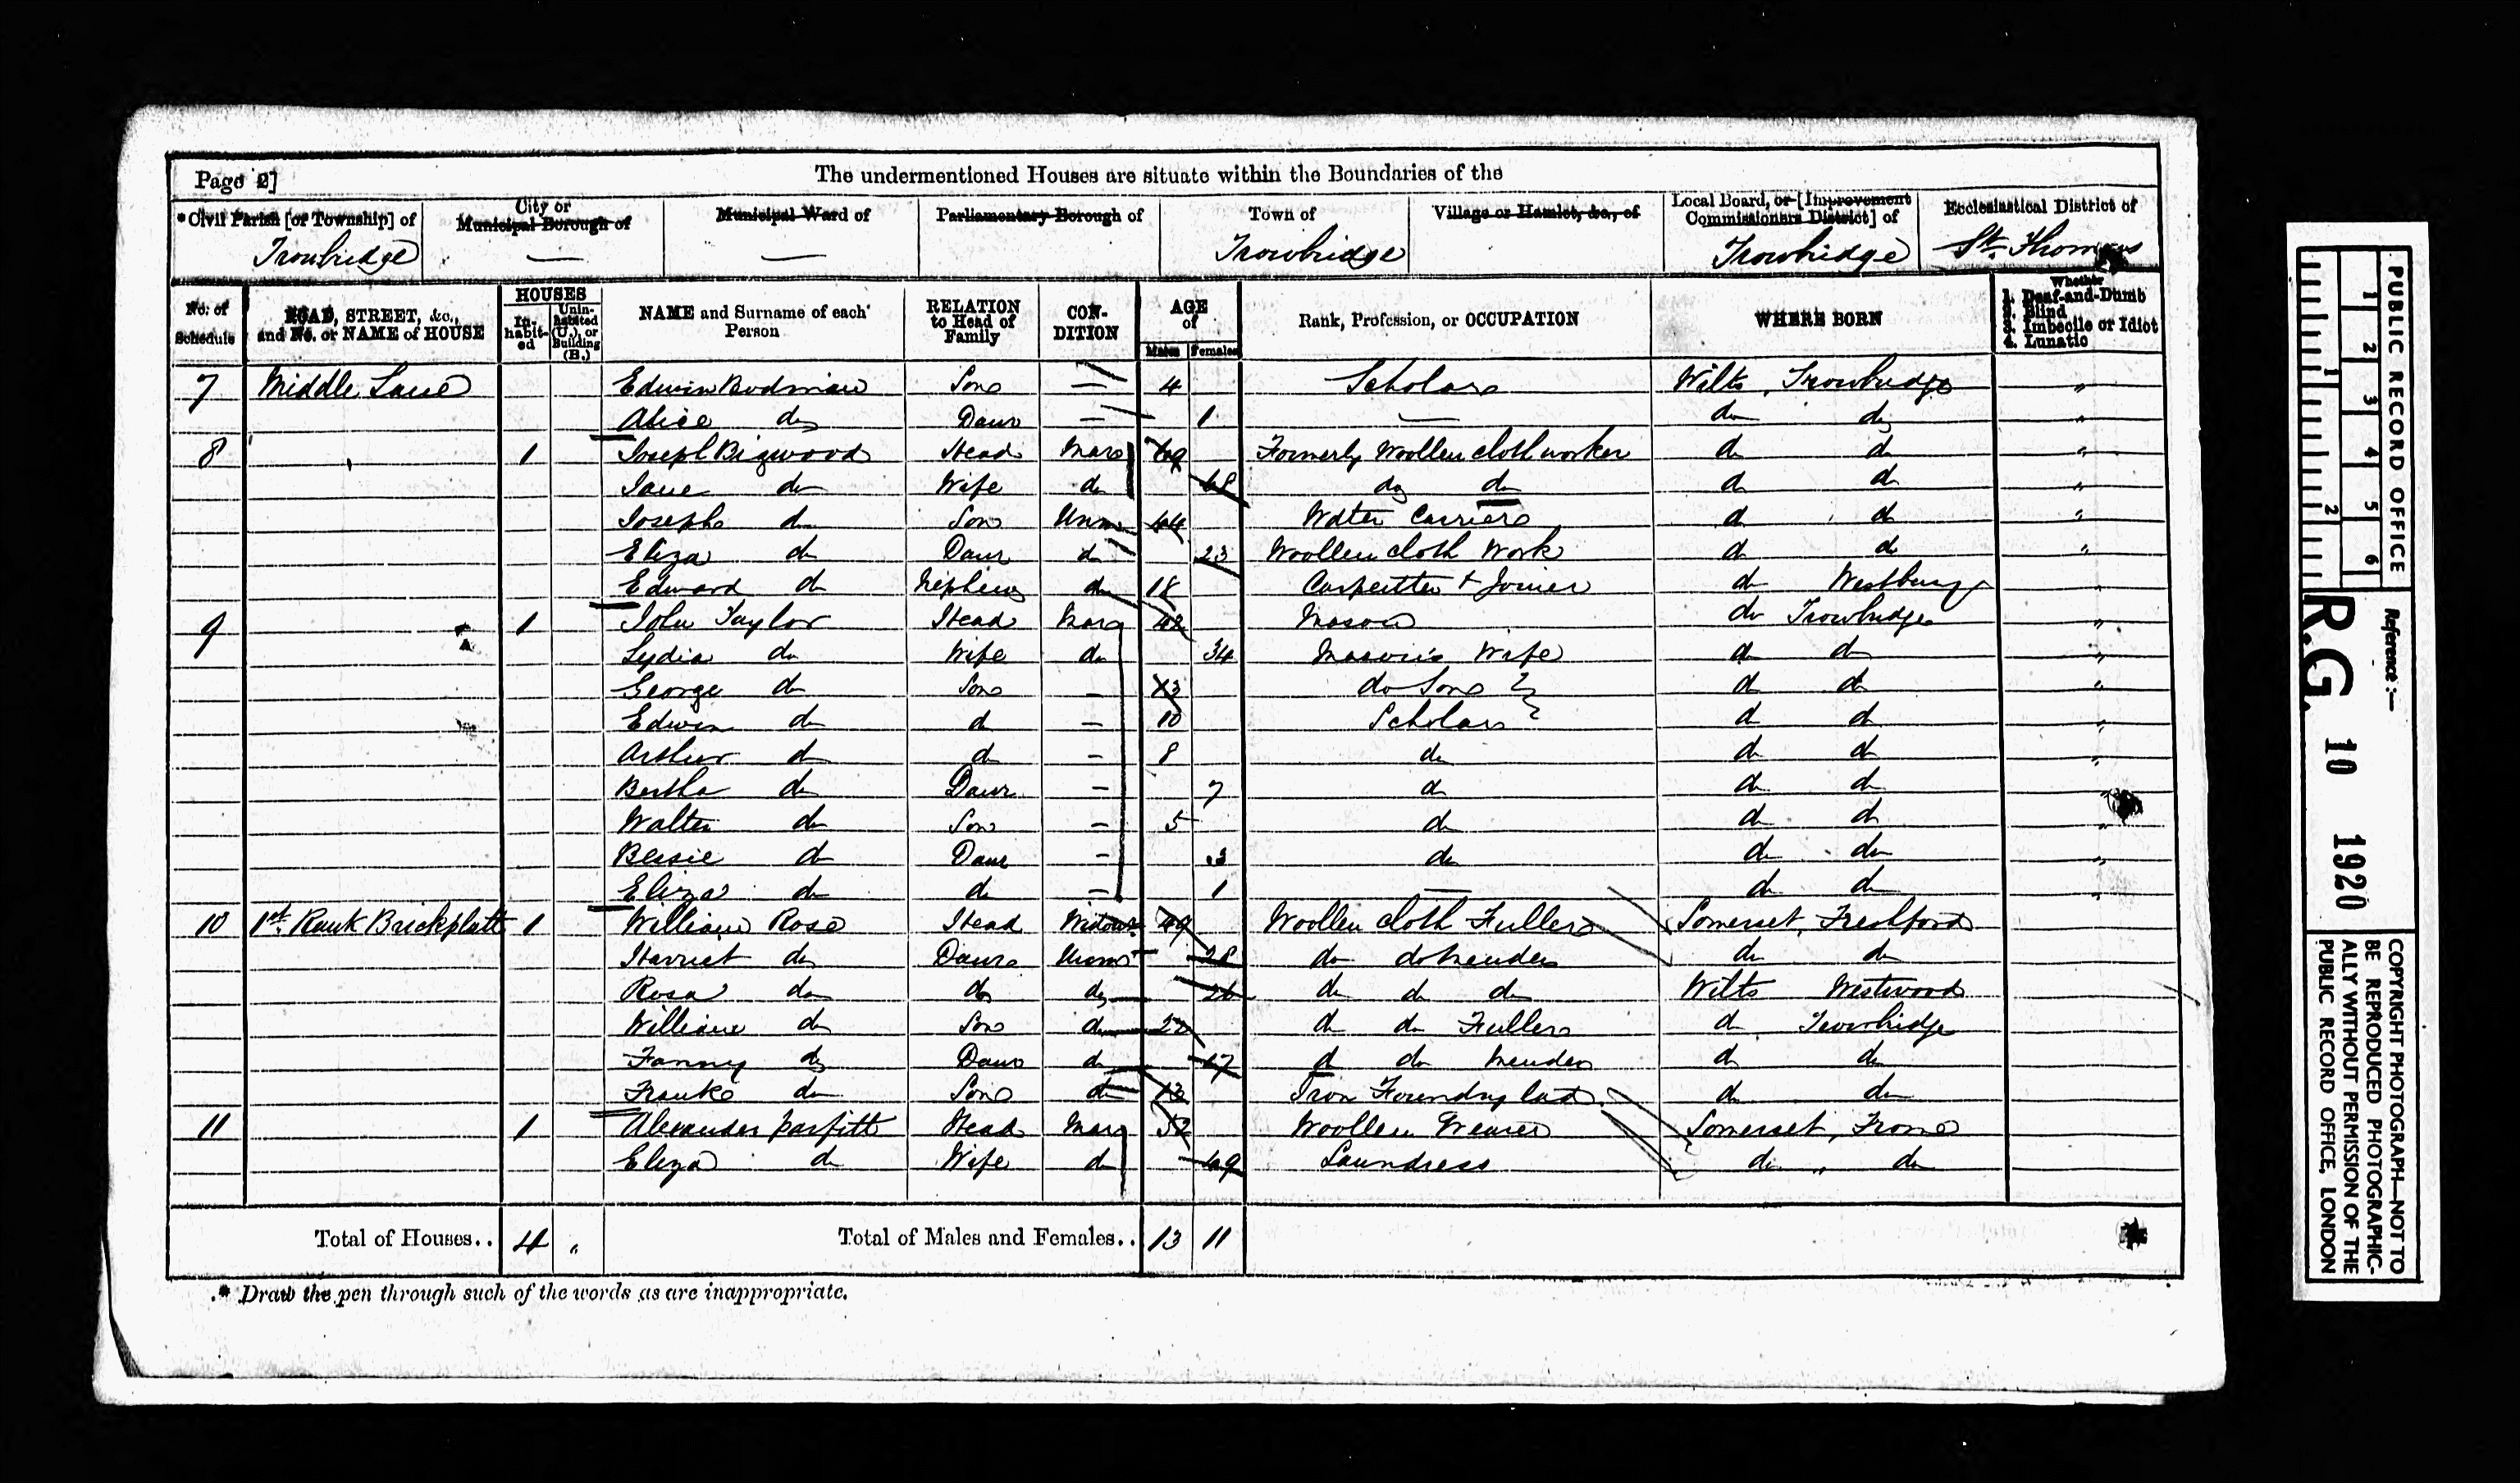 Page 2]
The undermentioned Houses are situate within the Boundaries of the
*Civil Parish [or Township] of
City or Municipal Borough of
Municipal Ward of
Parliamentary Borough of
Town of
Village or Hamlet, &c., of
Local Board, or [Improvement Commissioners District] of
Ecclesiastical District of
Trowbridge — — Trowbridge Trowbridge St. Thomas
No. of Schedule
ROAD, STREET, &c., and No. or NAME of HOUSE
HOUSES
In-habit-ed
Unin-habited (U.), or Building (B.)
NAME and Surname of each Person
RELATION to Head of Family
CON-DITION
AGE of
Males Females
Rank, Profession, or OCCUPATION
WHERE BORN
Whether
1. Deaf-and-Dumb
2. Blind
3. Imbecile or Idiot
4. Lunatic
7 Middle Lane Edwin Bodman Son — 4 Scholar Wilts, Trowbridge "
Alice do Daur — 1 — do do "
8 1 Joseph Bigwood Head Mar 69 Formerly Woollen cloth worker do do "
Jane do Wife do 68 do do do do "
Joseph do Son Unm 44 Water Carrier do do "
Eliza do Daur do 23 Woollen cloth Work do do "
Edward do Nephew do 18 Carpenter & Joiner do Westbury "
9 1 John Taylor Head Mar 42 Mason do Trowbridge "
Lydia do Wife do 34 Mason's Wife do do "
George do Son — 13 do Son do do "
Edwin do do — 10 Scholar do do "
Arthur do do — 8 do do do "
Bertha do Daur — 7 do do do "
Walter do Son — 5 do do do "
Bessie do Daur — 3 do do do "
Eliza do do — 1 — do do "
10 1st Rank Brickplatt 1 William Rose Head Widowr 49 Woollen Cloth Fuller Somerset, Freshford
Harriet do Daur Unm 28 do do mender do do
Rosa do do do 26 do do do Wilts Westwood
William do Son do 22 do do Fuller do Trowbridge
Fanny do Daur do 17 do do mender do do
Frank do Son do 13 Iron Foundry lad do do
11 1 Alexander Parfitt Head Mar 52 Woollen Weaver Somerset, Frome
Eliza do Wife do 49 Laundress do " do
Total of Houses.. 4 "
Total of Males and Females.. 13 11
* Draw the pen through such of the words as are inappropriate.
PUBLIC RECORD OFFICE
1 2 3 4 5 6
1 2
Reference :—
R.G. 10 1920
COPYRIGHT PHOTOGRAPH—NOT TO
BE REPRODUCED PHOTOGRAPHIC-
ALLY WITHOUT PERMISSION OF THE
PUBLIC RECORD OFFICE, LONDON